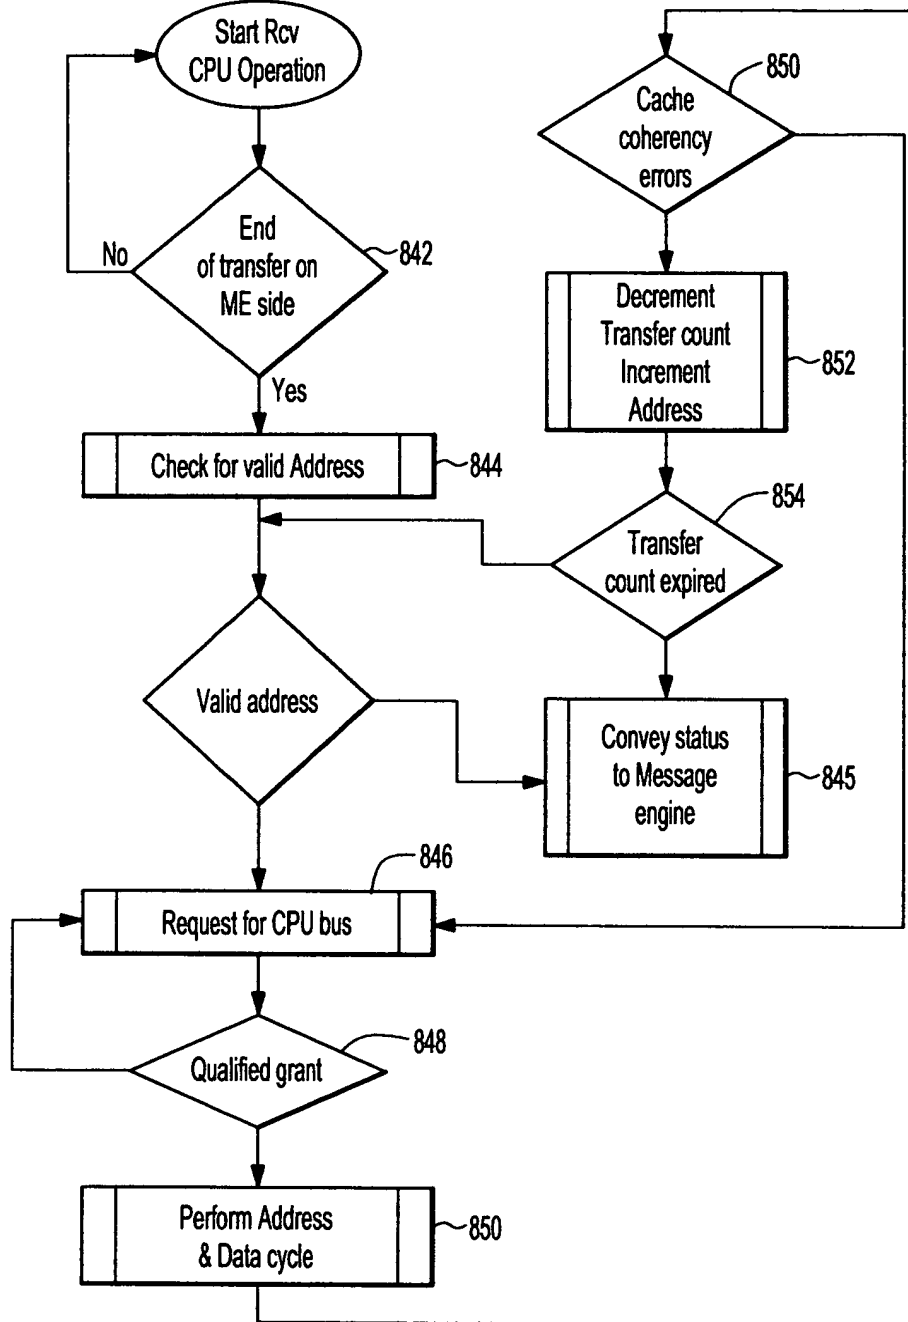 Start Rcv
CPU Operation
End
of transfer on
ME side
842
No
Yes
Check for valid Address
844
Valid address
846
Request for CPU bus
Qualified grant
848
Perform Address
& Data cycle
850
850
Cache
coherency
errors
Decrement
Transfer count
Increment
Address
852
854
Transfer
count expired
Convey status
to Message
engine
845